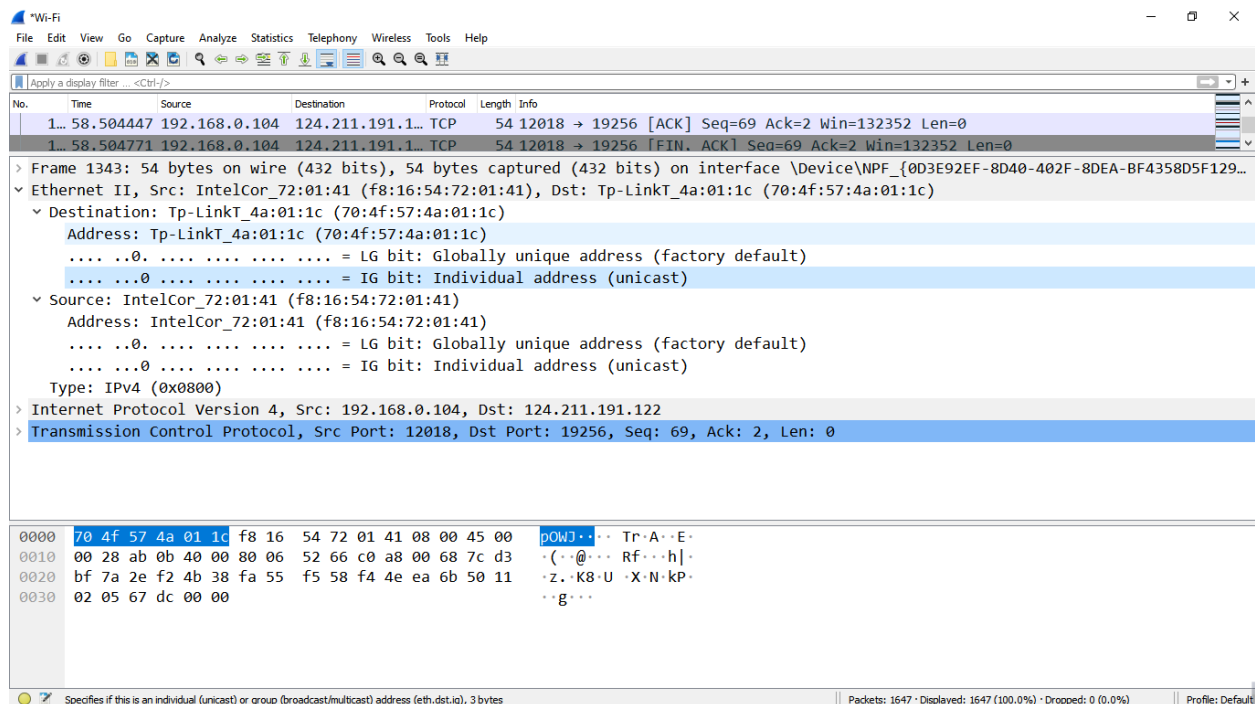 *Wi-Fi
File Edit View Go Capture Analyze Statistics Telephony Wireless Tools Help
Apply a display filter ... <Ctrl-/>
No. Time Source Destination Protocol Length Info
1… 58.504447 192.168.0.104 124.211.191.1… TCP 54 12018 → 19256 [ACK] Seq=69 Ack=2 Win=132352 Len=0
1… 58.504771 192.168.0.104 124.211.191.1… TCP 54 12018 → 19256 [FIN, ACK] Seq=69 Ack=2 Win=132352 Len=0
Frame 1343: 54 bytes on wire (432 bits), 54 bytes captured (432 bits) on interface \Device\NPF_{0D3E92EF-8D40-402F-8DEA-BF4358D5F129…
Ethernet II, Src: IntelCor_72:01:41 (f8:16:54:72:01:41), Dst: Tp-LinkT_4a:01:1c (70:4f:57:4a:01:1c)
Destination: Tp-LinkT_4a:01:1c (70:4f:57:4a:01:1c)
Address: Tp-LinkT_4a:01:1c (70:4f:57:4a:01:1c)
.... ..0. .... .... .... .... = LG bit: Globally unique address (factory default)
.... ...0 .... .... .... .... = IG bit: Individual address (unicast)
Source: IntelCor_72:01:41 (f8:16:54:72:01:41)
Address: IntelCor_72:01:41 (f8:16:54:72:01:41)
.... ..0. .... .... .... .... = LG bit: Globally unique address (factory default)
.... ...0 .... .... .... .... = IG bit: Individual address (unicast)
Type: IPv4 (0x0800)
Internet Protocol Version 4, Src: 192.168.0.104, Dst: 124.211.191.122
Transmission Control Protocol, Src Port: 12018, Dst Port: 19256, Seq: 69, Ack: 2, Len: 0
0000 70 4f 57 4a 01 1c f8 16 54 72 01 41 08 00 45 00 pOWJ···· Tr·A··E·
0010 00 28 ab 0b 40 00 80 06 52 66 c0 a8 00 68 7c d3 ·(··@··· Rf···h|·
0020 bf 7a 2e f2 4b 38 fa 55 f5 58 f4 4e ea 6b 50 11 ·z.·K8·U ·X·N·kP·
0030 02 05 67 dc 00 00 ··g···
Specifies if this is an individual (unicast) or group (broadcast/multicast) address (eth.dst.ig), 3 bytes Packets: 1647 · Displayed: 1647 (100.0%) · Dropped: 0 (0.0%) Profile: Default